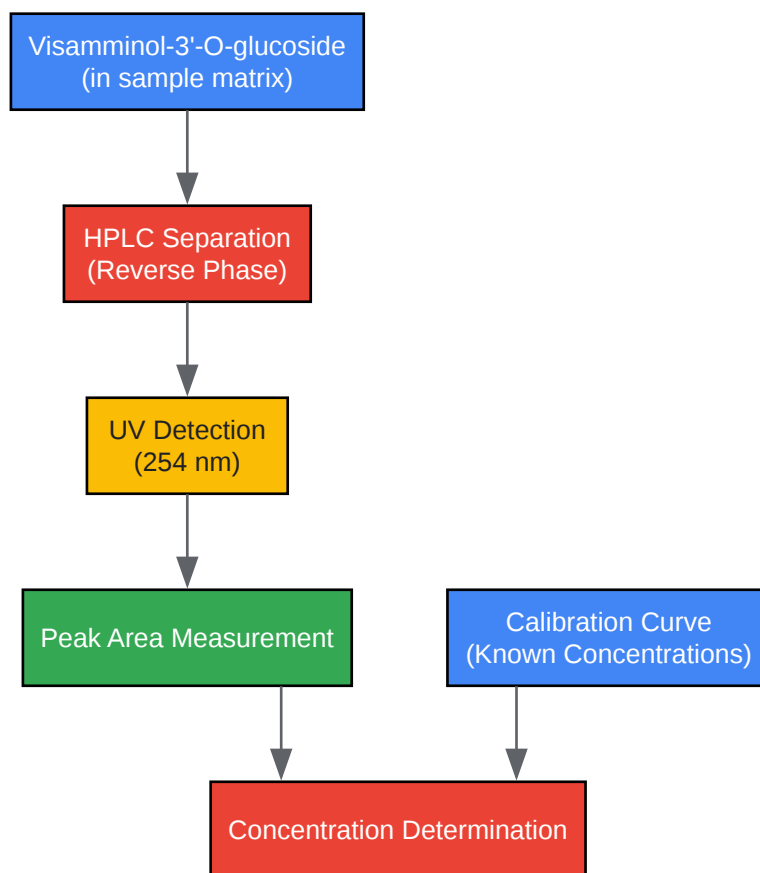 Visamminol-3'-O-glucoside
(in sample matrix)
HPLC Separation
(Reverse Phase)
UV Detection
(254 nm)
Peak Area Measurement
Calibration Curve
(Known Concentrations)
Concentration Determination